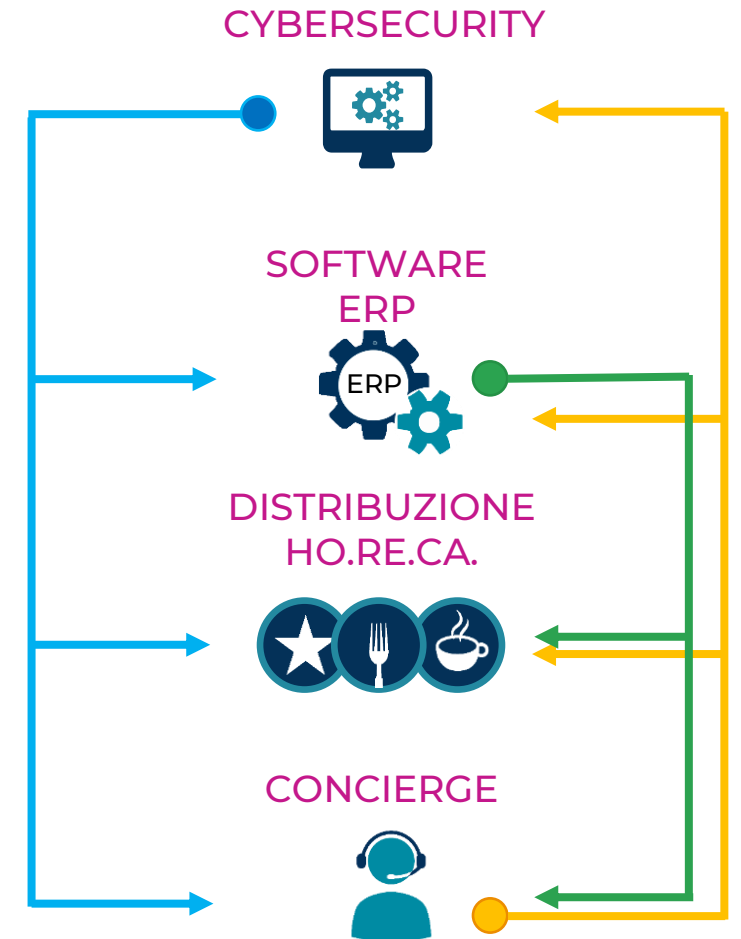 CYBERSECURITY
SOFTWARE
ERP
ERP
DISTRIBUZIONE
HO.RE.CA.
CONCIERGE